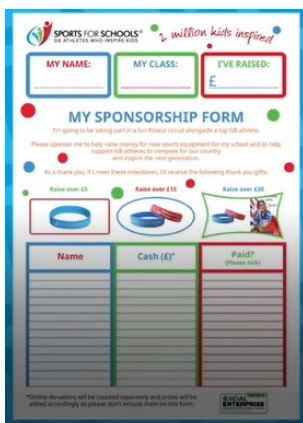 SPORTS FOR SCHOOLS
GB ATHLETES WHO INSPIRE KIDS
2 million kids inspired
MY NAME:
MY CLASS:
I'VE RAISED:
£
MY SPONSORSHIP FORM
I'm going to be taking part in a fun fitness circuit alongside a top GB athlete.
Please sponsor me to help raise money for new sports equipment for my school and to help
support GB athletes to compete for our country
and inspire the next generation.
As a thank you, if I meet these milestones, I'll receive the following thank you gifts:
Raise over £5
Raise over £15
Raise over £30
Name
Cash (£)*
Paid?
(Please tick)
*Online donations will be counted separately and prizes will be
added accordingly so please don't include them on this form.
SOCIAL
ENTERPRISE